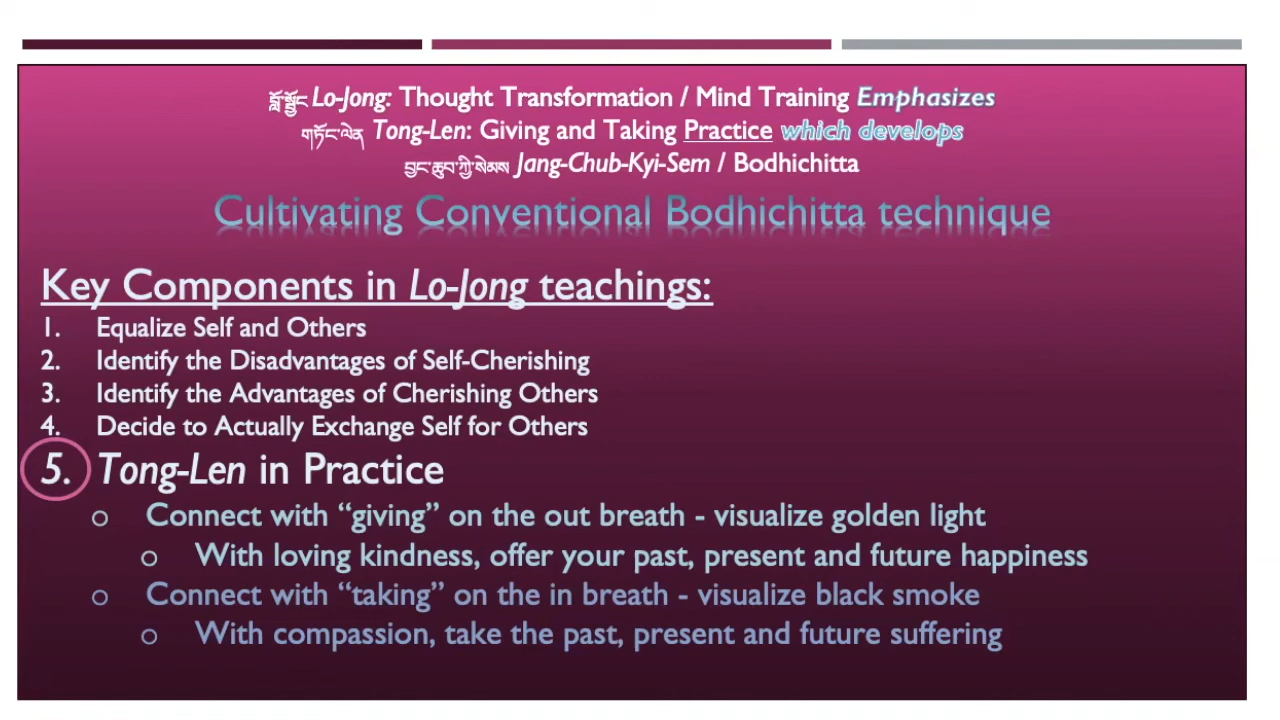 བློ་སྦྱོང Lo-Jong: Thought Transformation / Mind Training Emphasizes
གཏོང་ལེན Tong-Len: Giving and Taking Practice which develops
བྱང་ཆུབ་ཀྱི་སེམས Jang-Chub-Kyi-Sem / Bodhichitta
Cultivating Conventional Bodhichitta technique
Key Components in Lo-Jong teachings:
1. Equalize Self and Others
2. Identify the Disadvantages of Self-Cherishing
3. Identify the Advantages of Cherishing Others
4. Decide to Actually Exchange Self for Others
5. Tong-Len in Practice
o Connect with “giving” on the out breath - visualize golden light
o With loving kindness, offer your past, present and future happiness
o Connect with “taking” on the in breath - visualize black smoke
o With compassion, take the past, present and future suffering